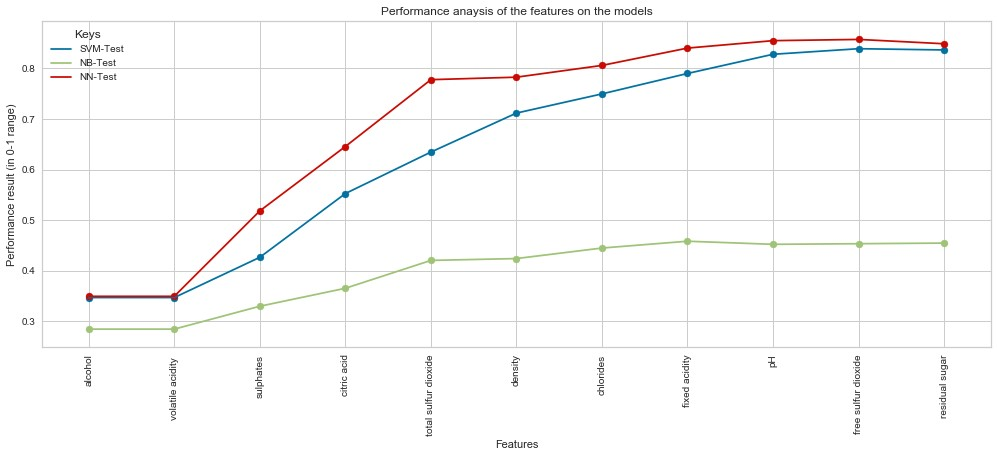 Performance anaysis of the features on the models
Keys
SVM-Test
NB-Test
NN-Test
Performance result (in 0-1 range)
0.8
0.7
0.6
0.5
0.4
0.3
alcohol
volatile acidity
sulphates
citric acid
total sulfur dioxide
density
chlorides
fixed acidity
pH
free sulfur dioxide
residual sugar
Features